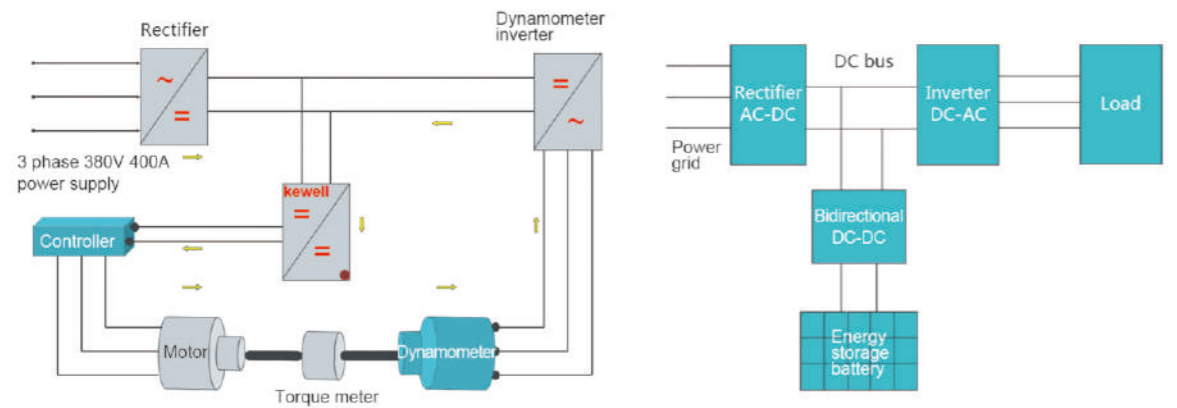 Rectifier
Dynamometer
inverter
~
=
=
~
3 phase 380V 400A
power supply
kewell
=
=
Controller
Motor
Dynamometer
Torque meter
DC bus
Rectifier
AC-DC
Inverter
DC-AC
Load
Power
grid
Bidirectional
DC-DC
Energy
storage
battery